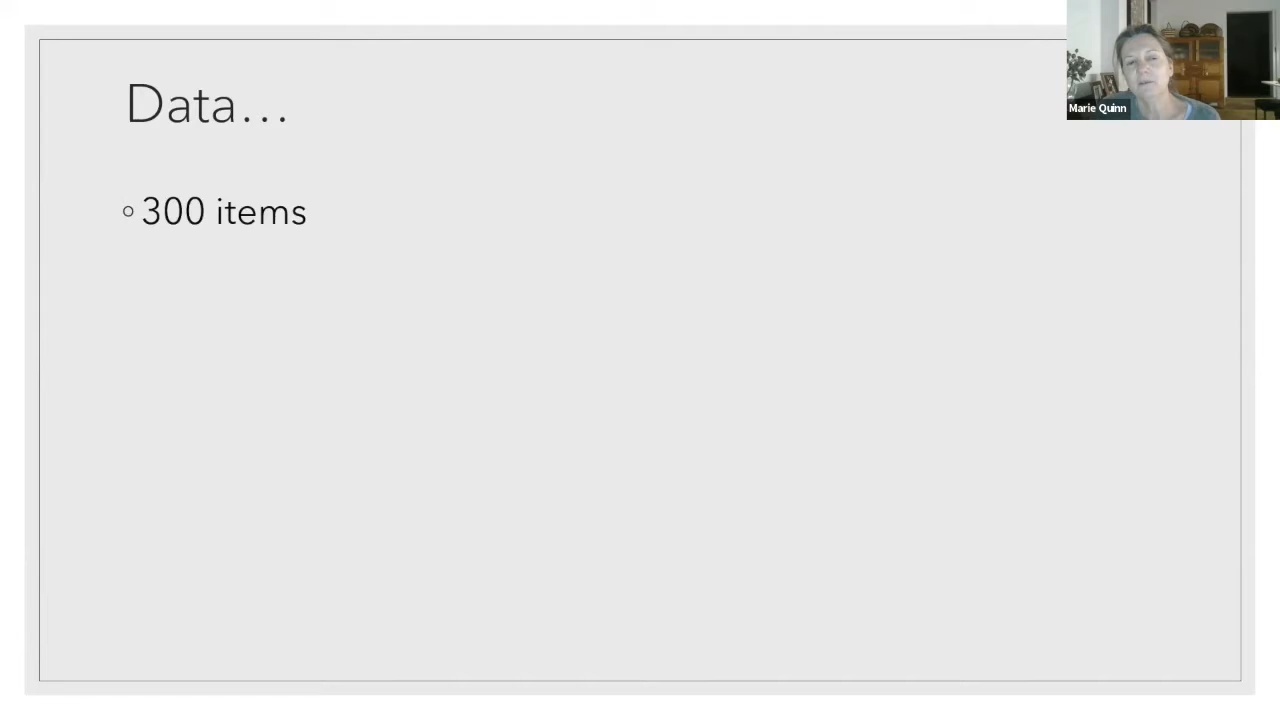 Data…
◦ 300 items
Marie Quinn